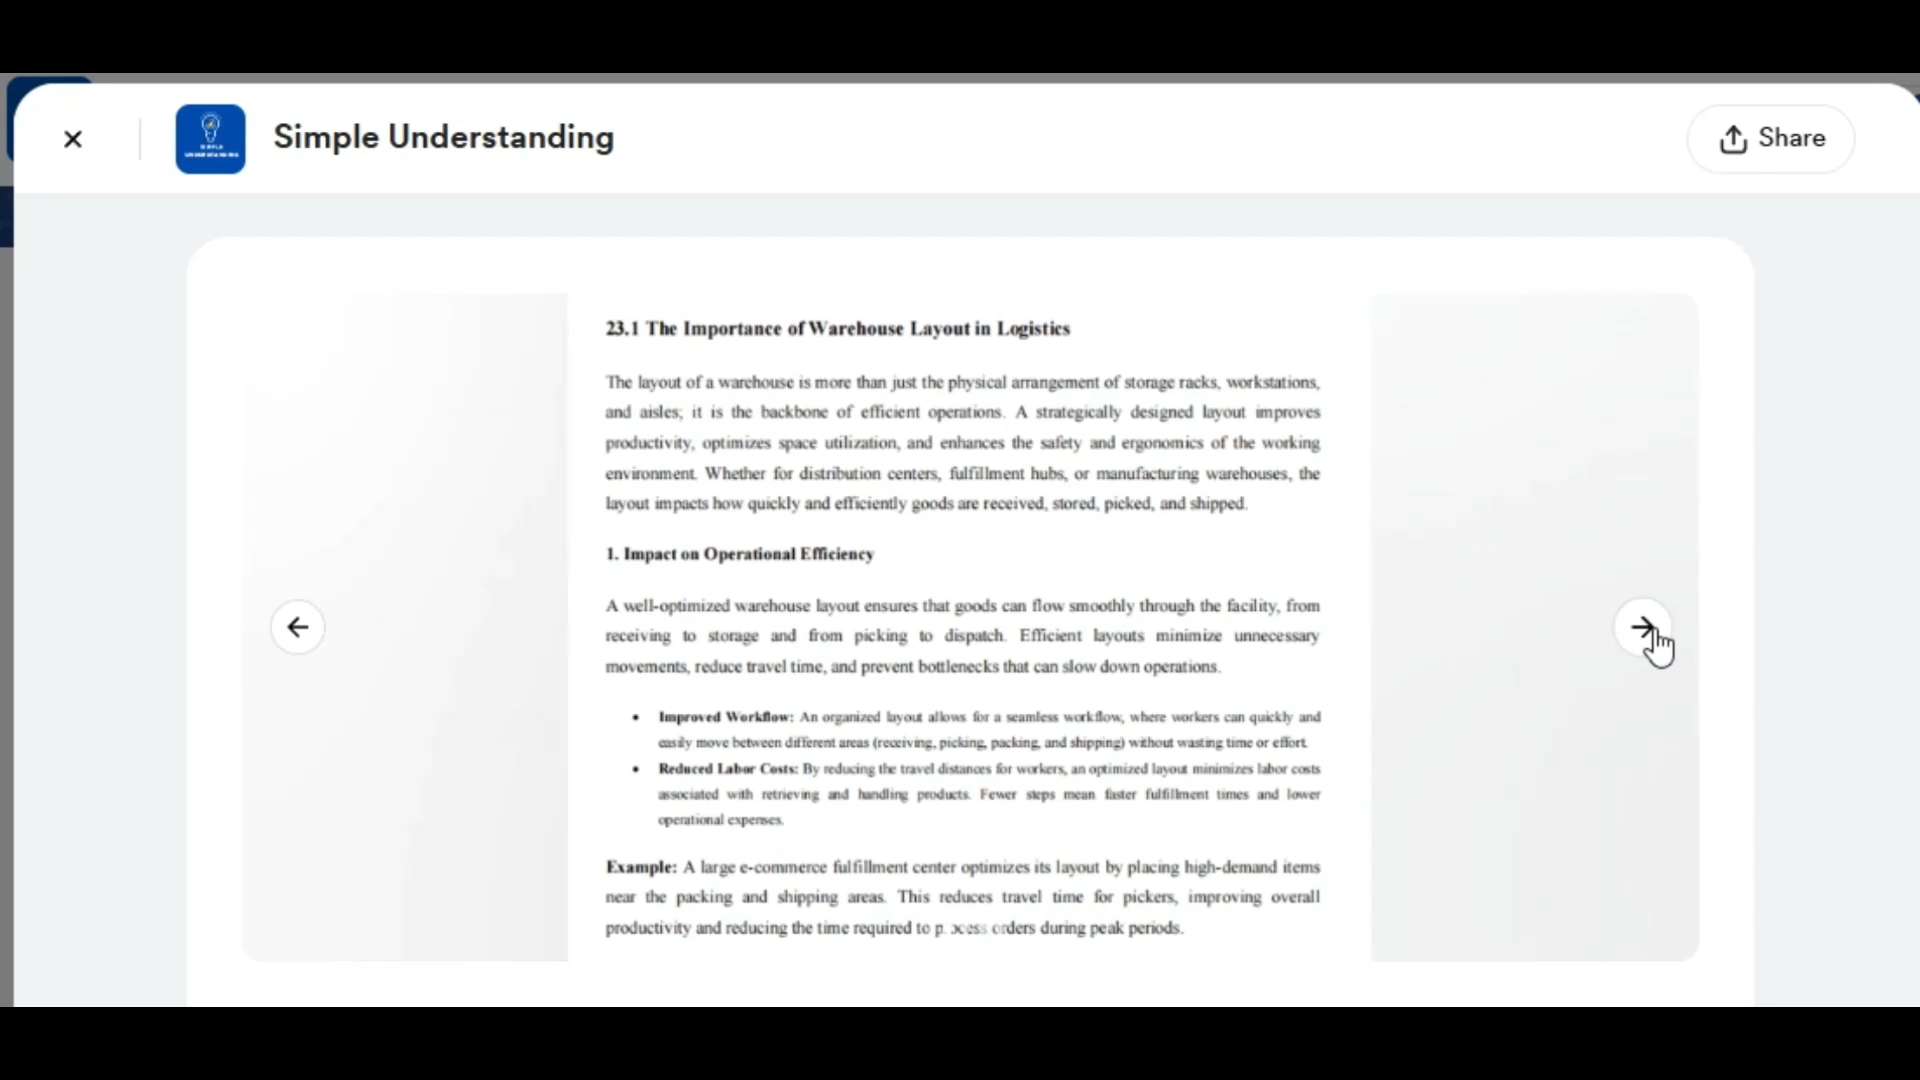 Simple Understanding
Share
23.1 The Importance of Warehouse Layout in Logistics
The layout of a warehouse is more than just the physical arrangement of storage racks, workstations,
and aisles; it is the backbone of efficient operations. A strategically designed layout improves
productivity, optimizes space utilization, and enhances the safety and ergonomics of the working
environment. Whether for distribution centers, fulfillment hubs, or manufacturing warehouses, the
layout impacts how quickly and efficiently goods are received, stored, picked, and shipped.
1. Impact on Operational Efficiency
A well-optimized warehouse layout ensures that goods can flow smoothly through the facility, from
receiving to storage and from picking to dispatch. Efficient layouts minimize unnecessary
movements, reduce travel time, and prevent bottlenecks that can slow down operations.
• Improved Workflow: An organized layout allows for a seamless workflow, where workers can quickly and
easily move between different areas (receiving, picking, packing, and shipping) without wasting time or effort.
• Reduced Labor Costs: By reducing the travel distances for workers, an optimized layout minimizes labor costs
associated with retrieving and handling products. Fewer steps mean faster fulfillment times and lower
operational expenses.
Example: A large e-commerce fulfillment center optimizes its layout by placing high-demand items
near the packing and shipping areas. This reduces travel time for pickers, improving overall
productivity and reducing the time required to orders during peak periods.